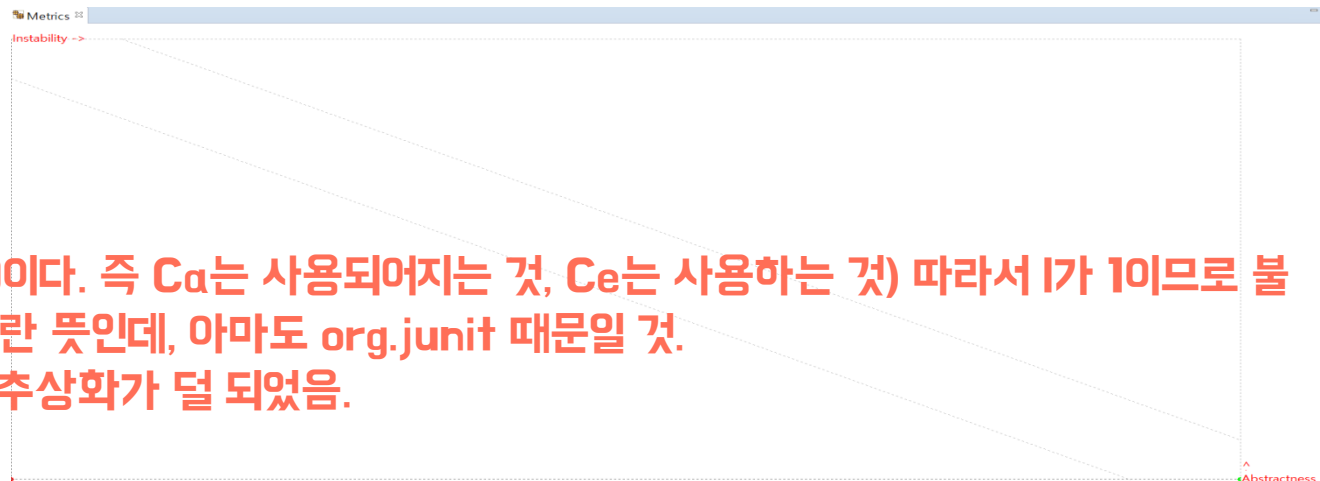 Metrics
Instability ->
이다. 즉 Ca는 사용되어지는 것, Ce는 사용하는 것) 따라서 I가 1이므로 불
란 뜻인데, 아마도 org.junit 때문일 것.
추상화가 덜 되었음.
^
Abstractness